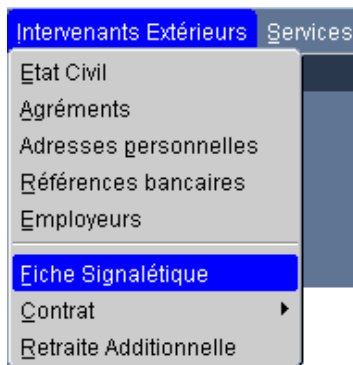 Intervenants Extérieurs Services
Etat Civil
Agréments
Adresses personnelles
Références bancaires
Employeurs
Fiche Signalétique
Contrat
Retraite Additionnelle